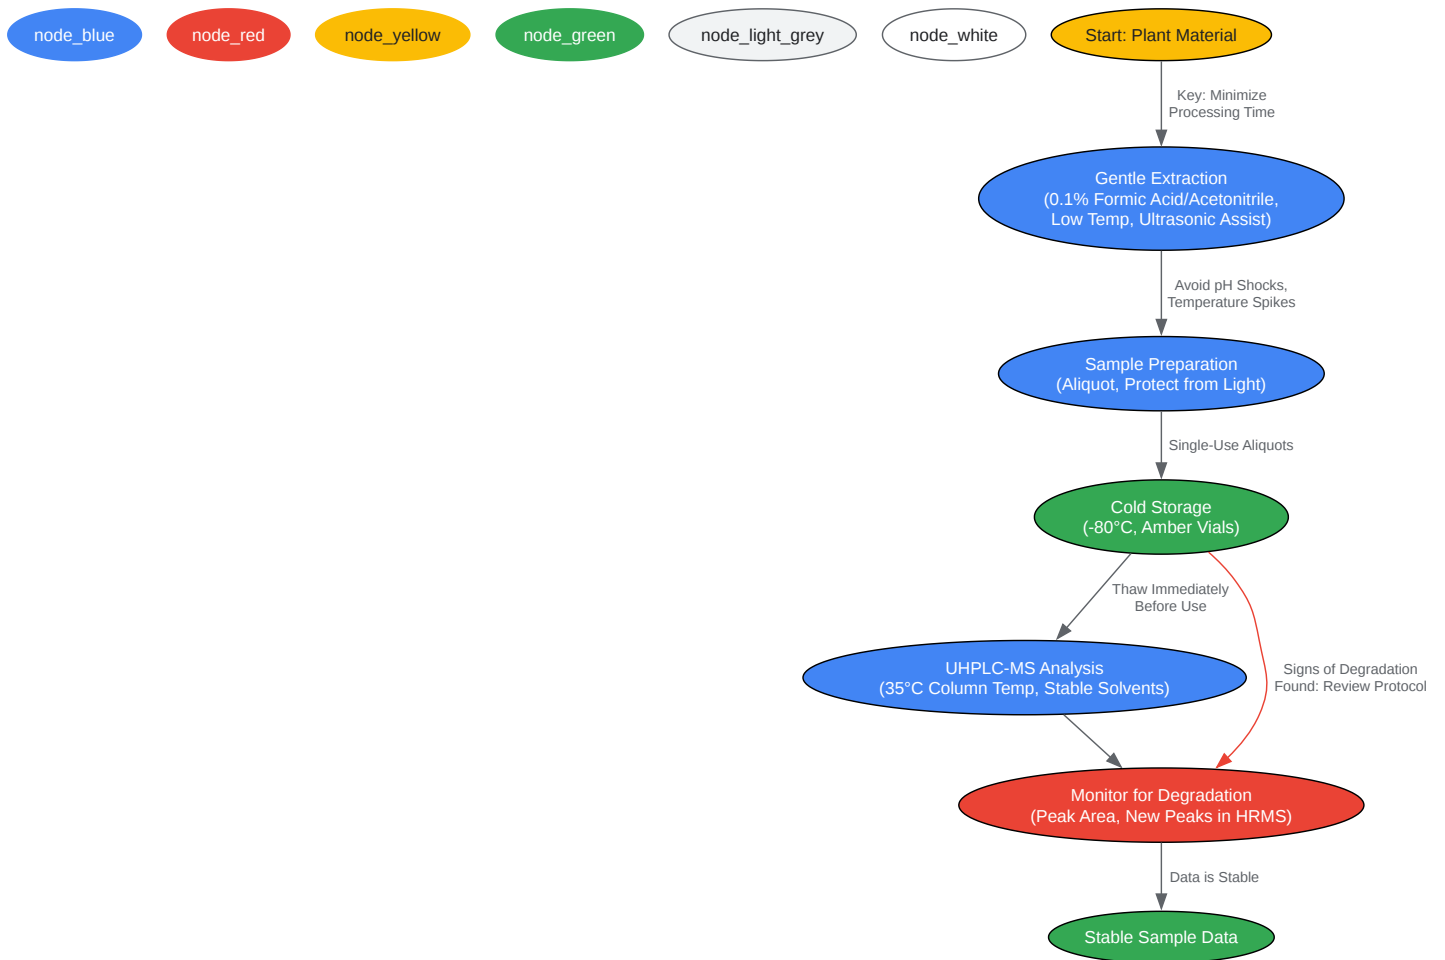 node_blue
node_red
node_yellow
node_green
node_light_grey
node_white
Start: Plant Material
Key: Minimize
Processing Time
Gentle Extraction
(0.1% Formic Acid/Acetonitrile,
Low Temp, Ultrasonic Assist)
Avoid pH Shocks,
Temperature Spikes
Sample Preparation
(Aliquot, Protect from Light)
Single-Use Aliquots
Cold Storage
(-80°C, Amber Vials)
Thaw Immediately
Before Use
UHPLC-MS Analysis
(35°C Column Temp, Stable Solvents)
Signs of Degradation
Found: Review Protocol
Monitor for Degradation
(Peak Area, New Peaks in HRMS)
Data is Stable
Stable Sample Data